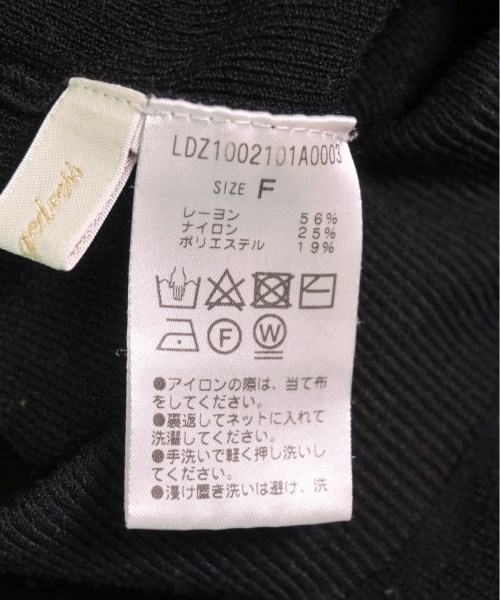 LDZ1002101A0003
SIZE F
レーヨン 56%
ナイロン 25%
ポリエステル 19%
F W
●アイロンの際は、当て布
をしてください。
●裏返してネットに入れて
洗濯してください。
●手洗いで軽く押し洗いし
てください。
●浸け置き洗いは避け、洗